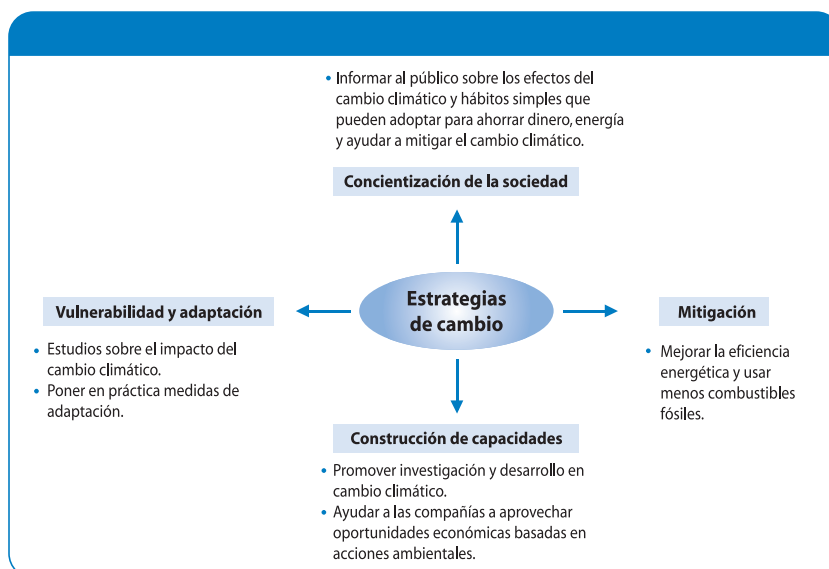 • Informar al público sobre los efectos del
cambio climático y hábitos simples que
pueden adoptar para ahorrar dinero, energía
y ayudar a mitigar el cambio climático.
Concientización de la sociedad
Estrategias
de cambio
Vulnerabilidad y adaptación
• Estudios sobre el impacto del
cambio climático.
• Poner en práctica medidas de
adaptación.
Mitigación
• Mejorar la eficiencia
energética y usar
menos combustibles
fósiles.
Construcción de capacidades
• Promover investigación y desarrollo en
cambio climático.
• Ayudar a las compañías a aprovechar
oportunidades económicas basadas en
acciones ambientales.